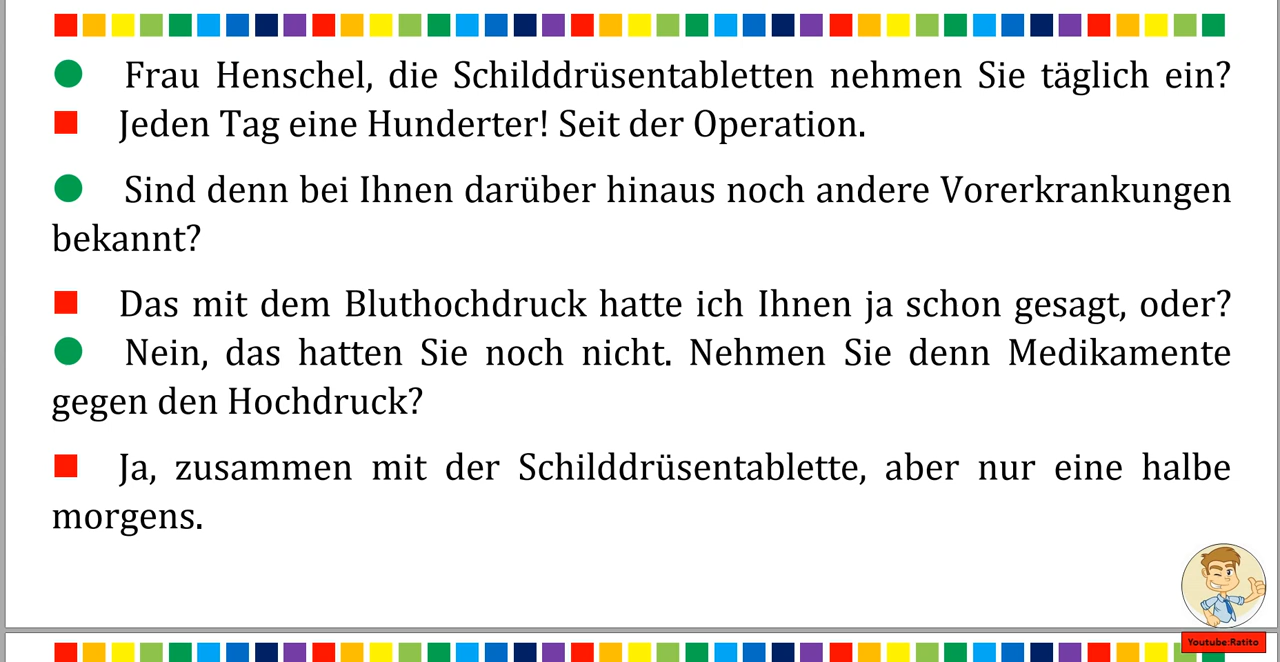 Frau Henschel, die Schilddrüsentabletten nehmen Sie täglich ein?
Jeden Tag eine Hunderter! Seit der Operation.
Sind denn bei Ihnen darüber hinaus noch andere Vorerkrankungen
bekannt?
Das mit dem Bluthochdruck hatte ich Ihnen ja schon gesagt, oder?
Nein, das hatten Sie noch nicht. Nehmen Sie denn Medikamente
gegen den Hochdruck?
Ja, zusammen mit der Schilddrüsentablette, aber nur eine halbe
morgens.
Youtube:Ratito